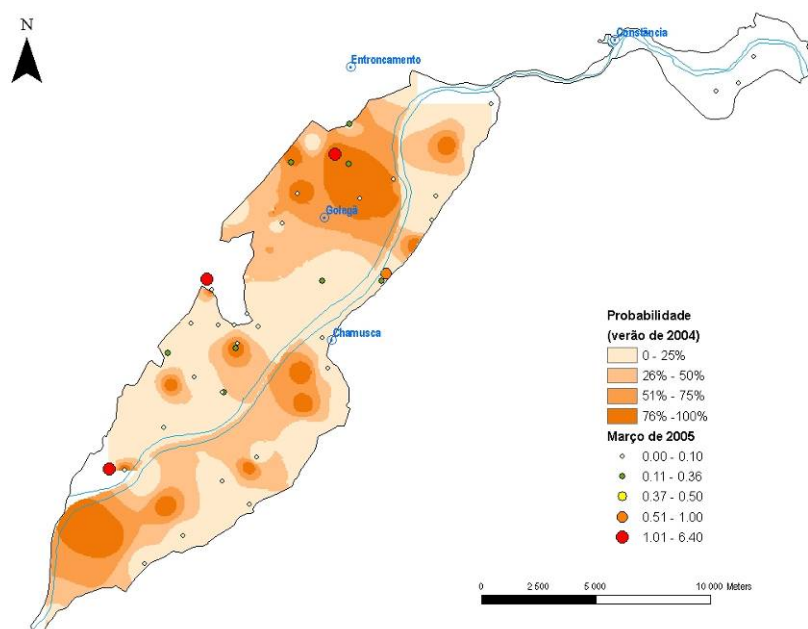 N
Constância
Entroncamento
Golegã
Chamusca
Probabilidade
(verão de 2004)
0 - 25%
26% - 50%
51% - 75%
76% -100%
Março de 2005
0.00 - 0.10
0.11 - 0.36
0.37 - 0.50
0.51 - 1.00
1.01 - 6.40
0 2 500 5 000 10 000 Meters